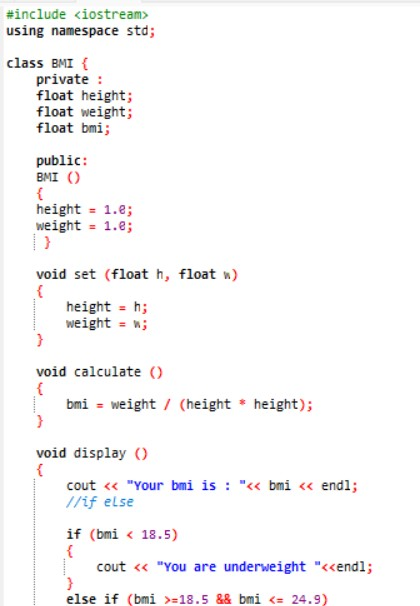 #include <iostream>
using namespace std;
class BMI {
private :
float height;
float weight;
float bmi;
public:
BMI ()
{
height = 1.0;
weight = 1.0;
}
void set (float h, float w)
{
height = h;
weight = w;
}
void calculate ()
{
bmi = weight / (height * height);
}
void display ()
{
cout << "Your bmi is : "<< bmi << endl;
//if else
if (bmi < 18.5)
{
cout << "You are underweight "<<endl;
}
else if (bmi >=18.5 && bmi <= 24.9)